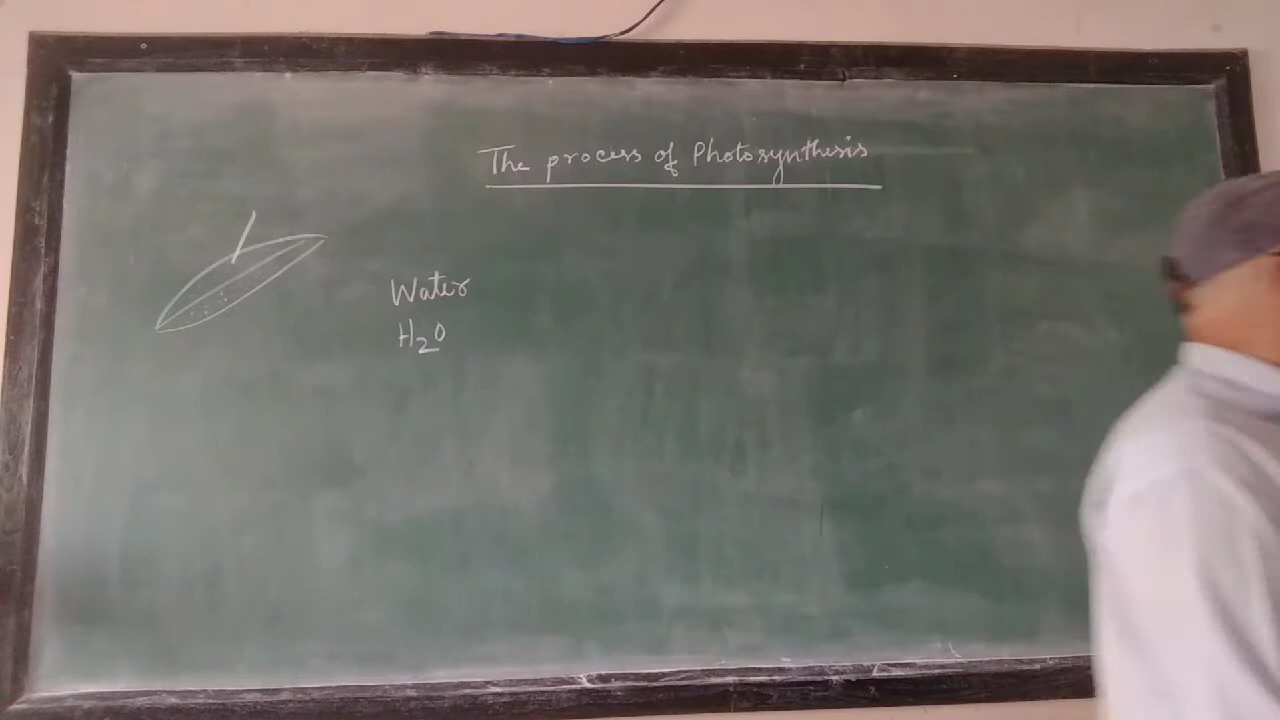 The process of Photosynthesis
Water
H₂O